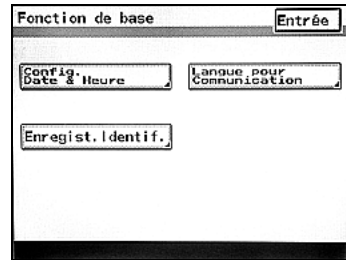 Fonction de base
Entrée
Config.
Date & Heure
Langue pour
Communication
Enregist.Identif.